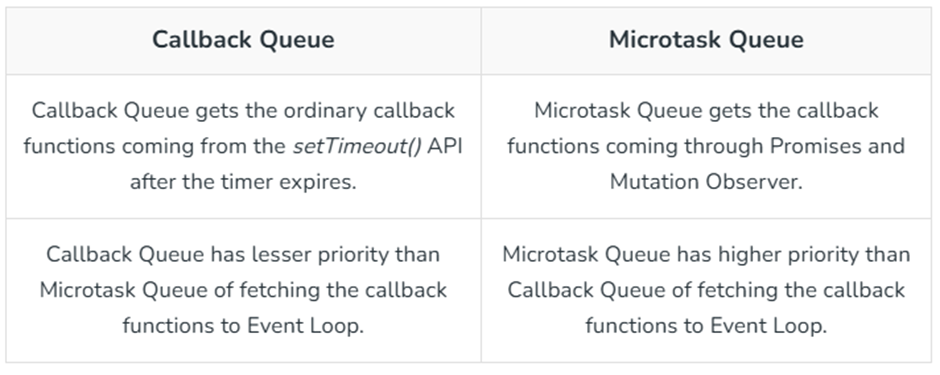 Callback Queue
Microtask Queue
Callback Queue gets the ordinary callback
functions coming from the setTimeout() API
after the timer expires.
Microtask Queue gets the callback
functions coming through Promises and
Mutation Observer.
Callback Queue has lesser priority than
Microtask Queue of fetching the callback
functions to Event Loop.
Microtask Queue has higher priority than
Callback Queue of fetching the callback
functions to Event Loop.